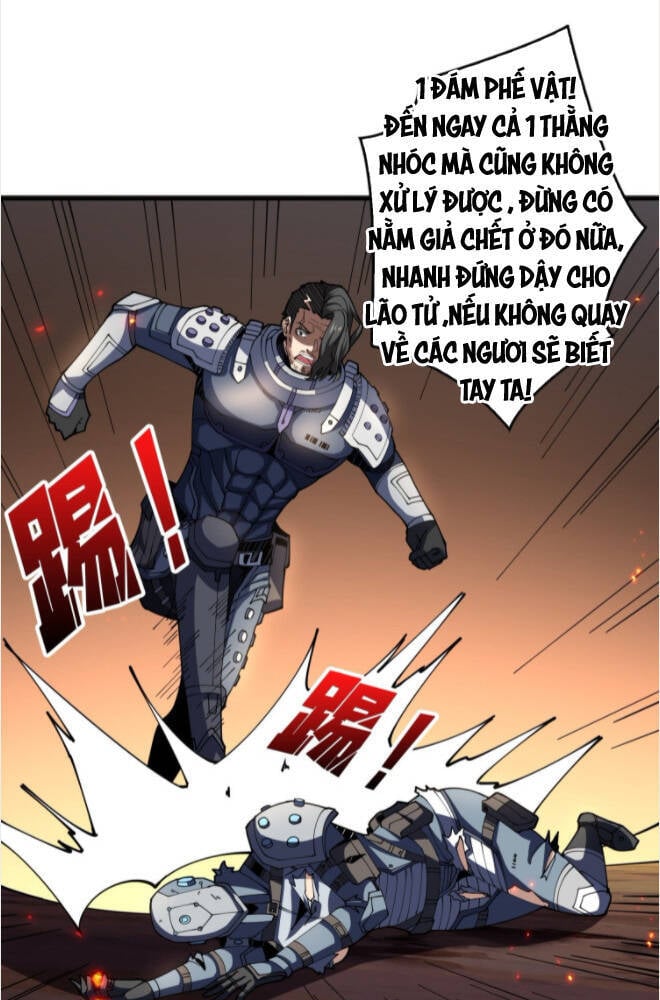 1 ĐÁM PHẾ VẬT!
ĐẾN NGAY CẢ 1 THẰNG
NHÓC MÀ CŨNG KHÔNG
XỬ LÝ ĐƯỢC , ĐỪNG CÓ
NẰM GIẢ CHẾT Ở ĐÓ NỮA,
NHANH ĐỨNG DẬY CHO
LÃO TỬ ,NẾU KHÔNG QUAY
VỀ CÁC NGƯƠI SẼ BIẾT
TAY TA!
踢！
踢！